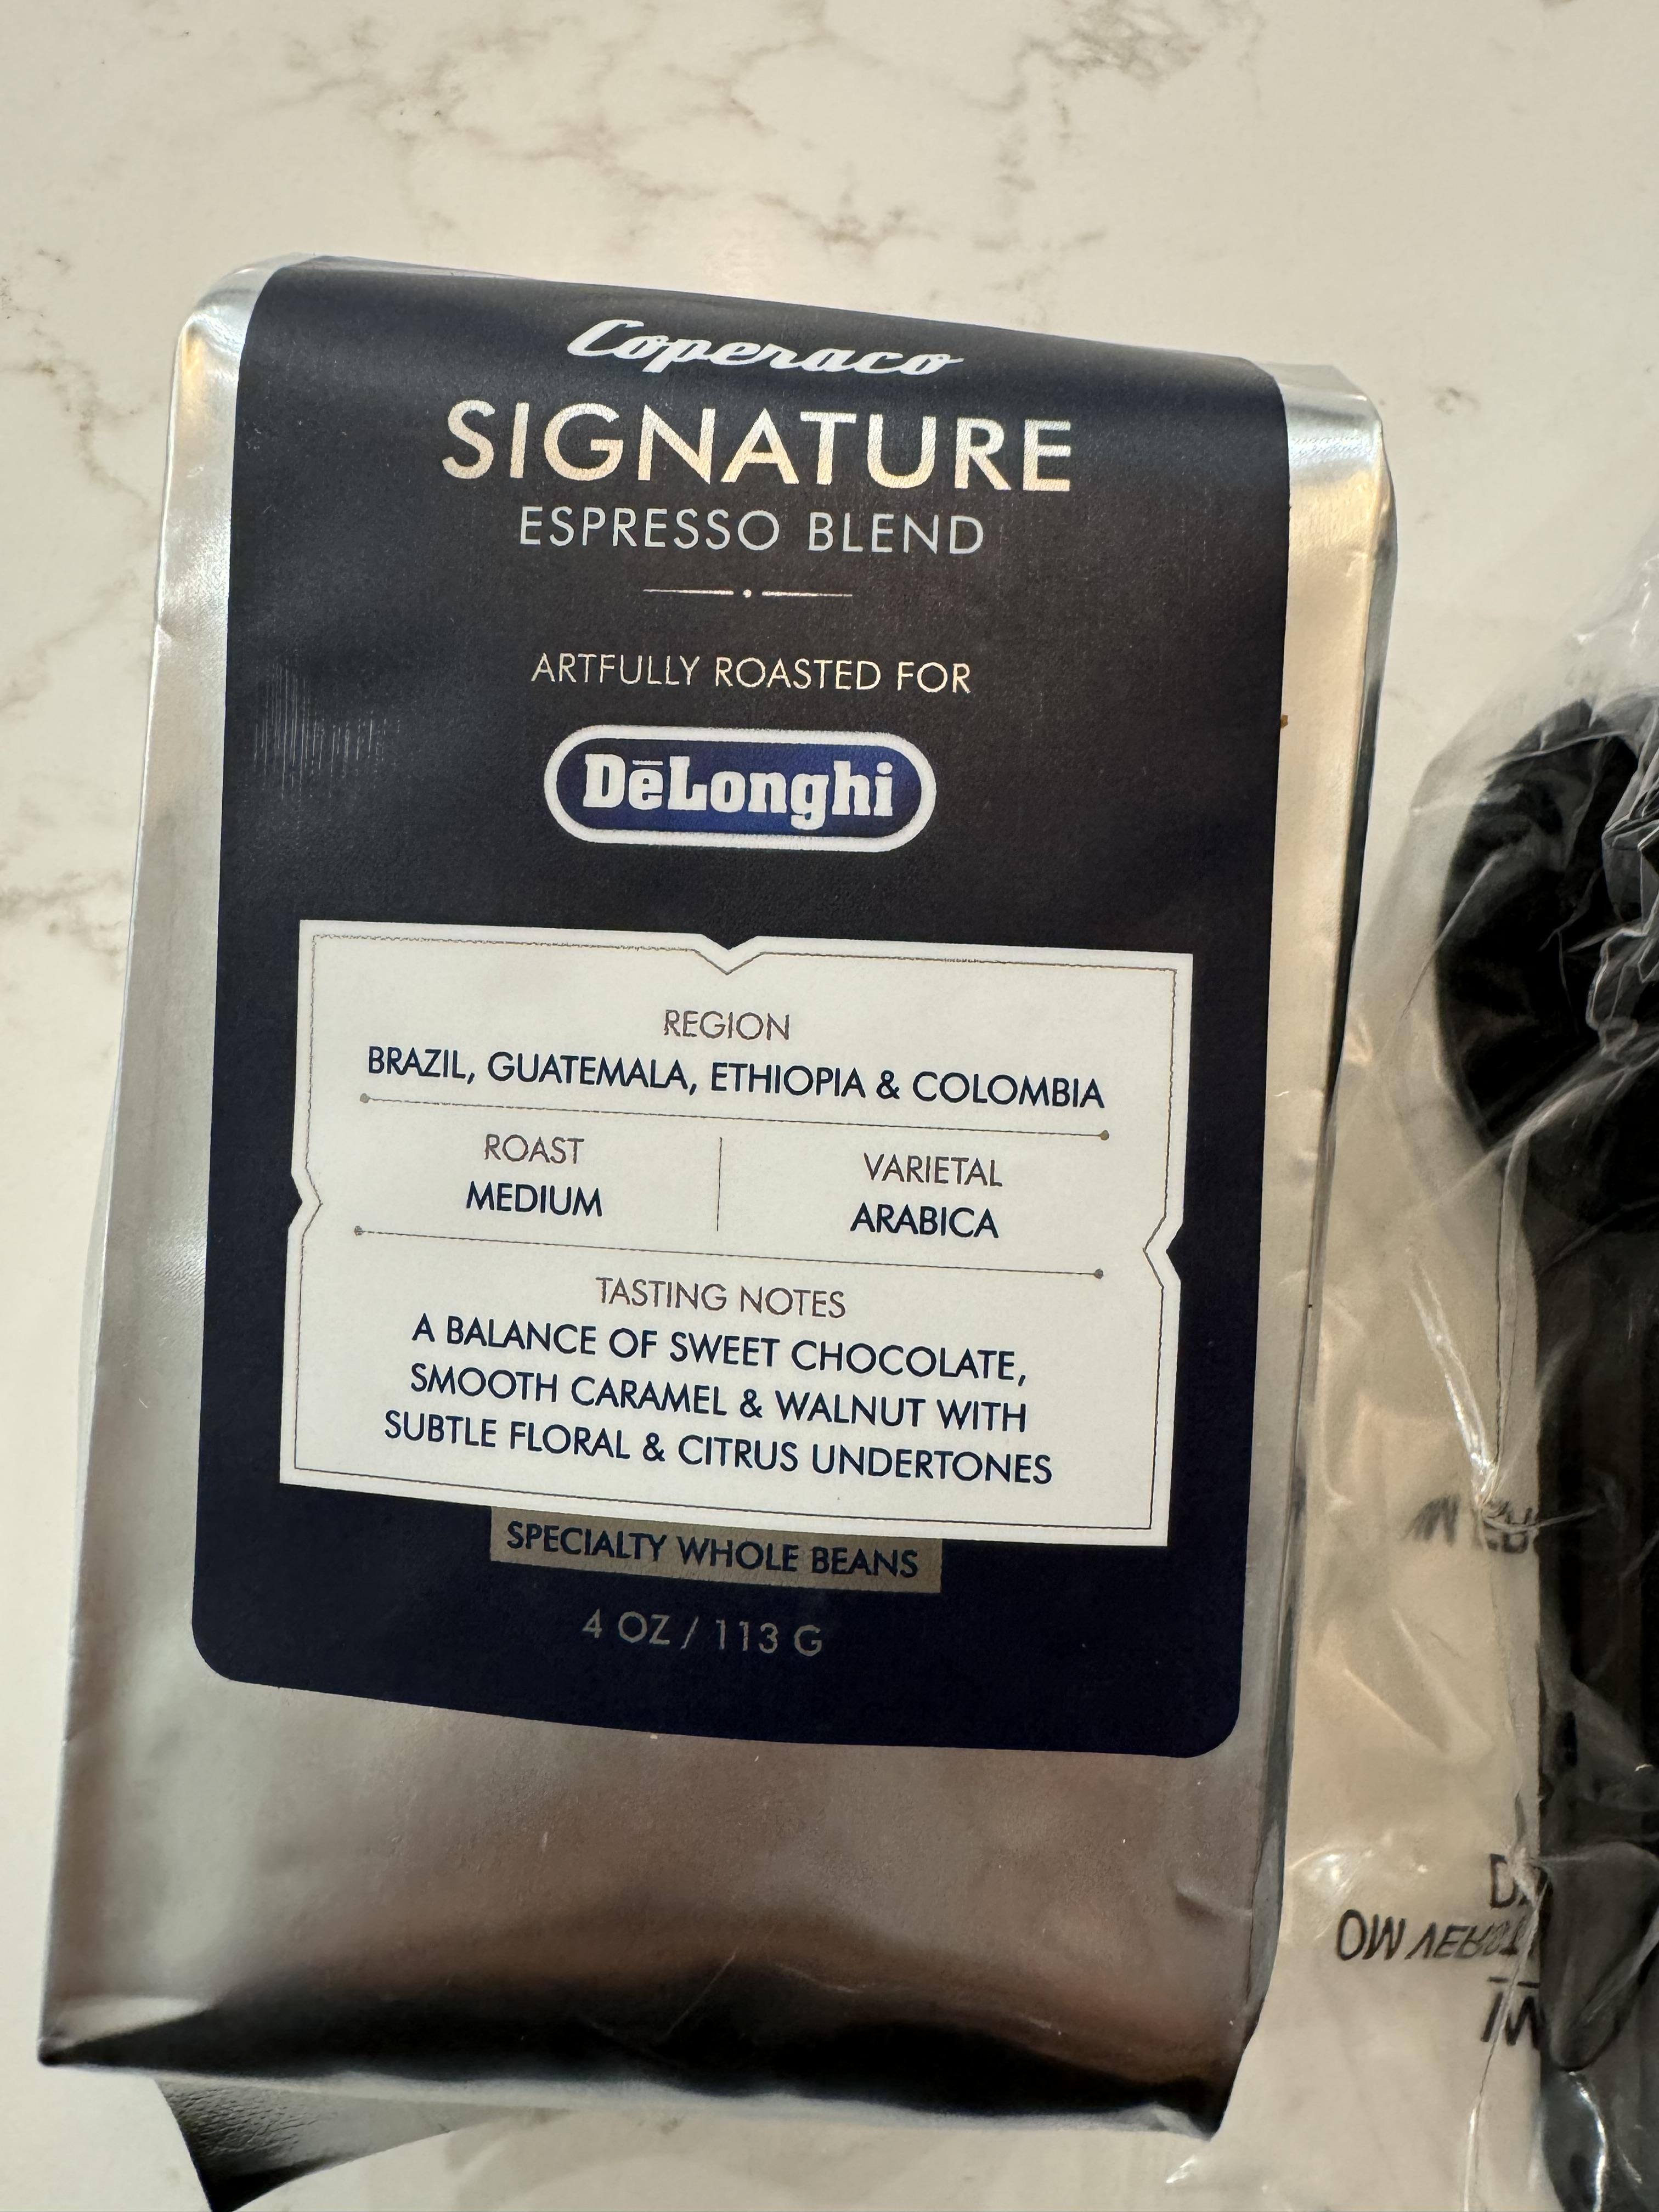 Coperaco
SIGNATURE
ESPRESSO BLEND
ARTFULLY ROASTED FOR
DēLonghi
REGION
BRAZIL, GUATEMALA, ETHIOPIA & COLOMBIA
ROAST
MEDIUM
VARIETAL
ARABICA
TASTING NOTES
A BALANCE OF SWEET CHOCOLATE,
SMOOTH CARAMEL & WALNUT WITH
SUBTLE FLORAL & CITRUS UNDERTONES
SPECIALTY WHOLE BEANS
4 OZ / 113 G